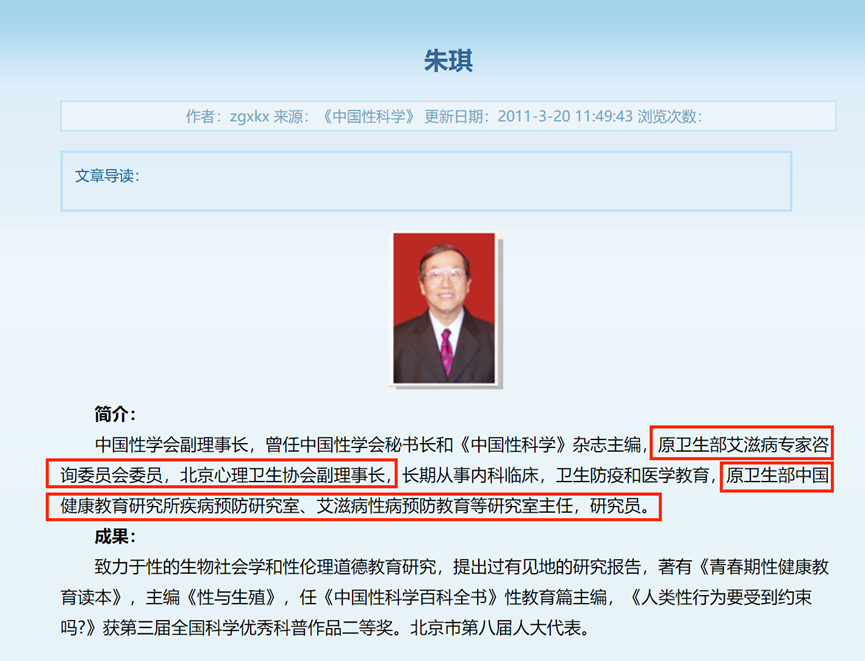 朱琪
作者：zgxkx 来源：《中国性科学》 更新日期：2011-3-20 11:49:43 浏览次数：
文章导读：
简介：
中国性学会副理事长，曾任中国性学会秘书长和《中国性科学》杂志主编，原卫生部艾滋病专家咨
询委员会委员，北京心理卫生协会副理事长，长期从事内科临床，卫生防疫和医学教育，原卫生部中国
健康教育研究所疾病预防研究室、艾滋病性病预防教育等研究室主任，研究员。
成果：
致力于性的生物社会学和性伦理道德教育研究，提出过有见地的研究报告，著有《青春期性健康教
育读本》，主编《性与生殖》，任《中国性科学百科全书》性教育篇主编，《人类性行为要受到约束
吗?》获第三届全国科学优秀科普作品二等奖。北京市第八届人大代表。